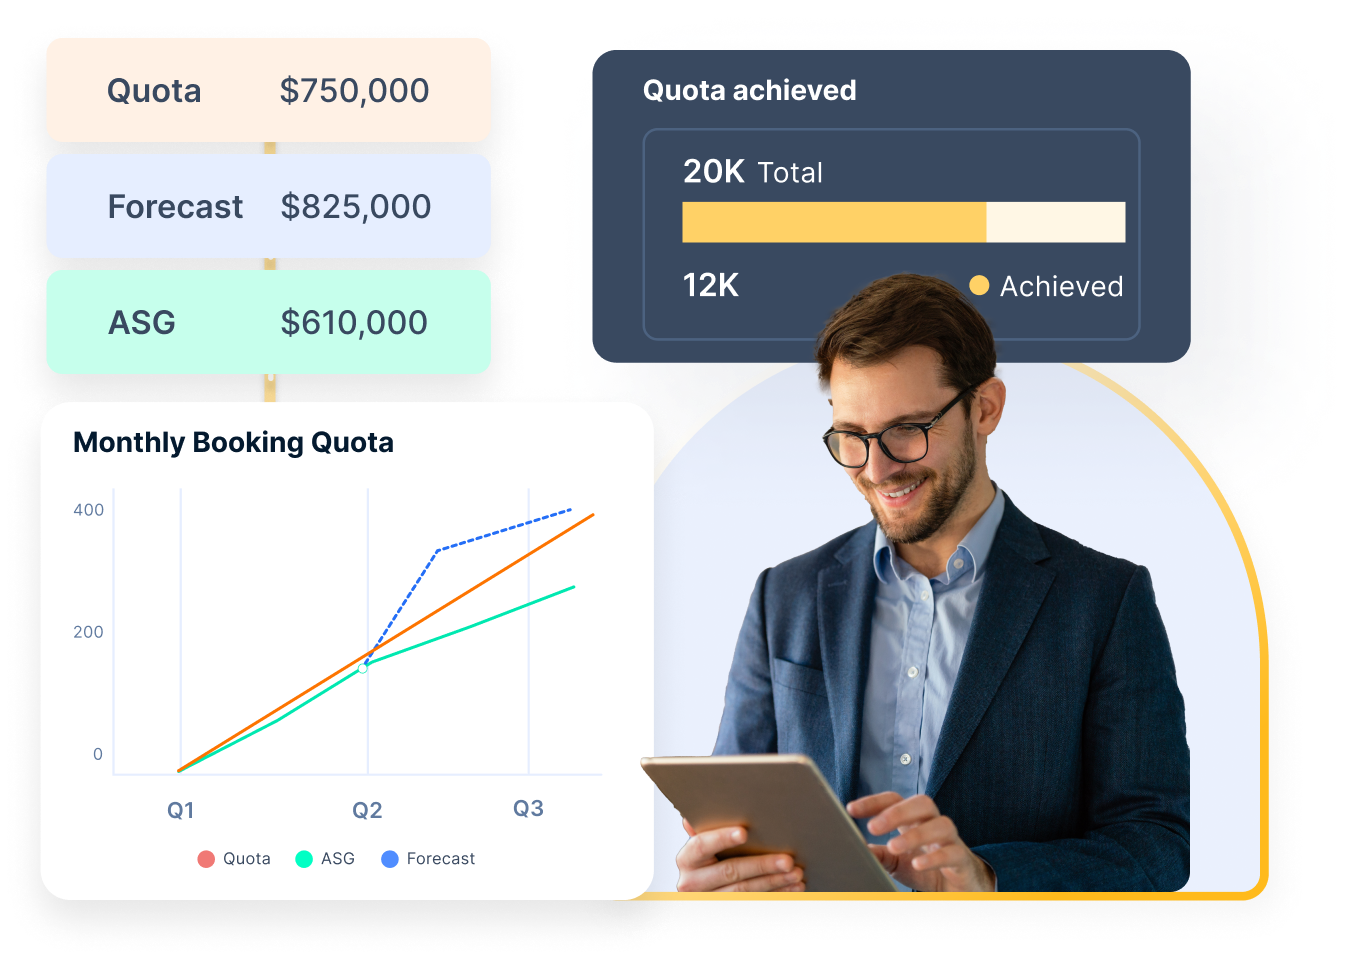 Quota $750,000
Forecast $825,000
ASG $610,000
Quota achieved
20K Total
12K Achieved
Monthly Booking Quota
400
200
0
Q1 Q2 Q3
Quota ASG Forecast